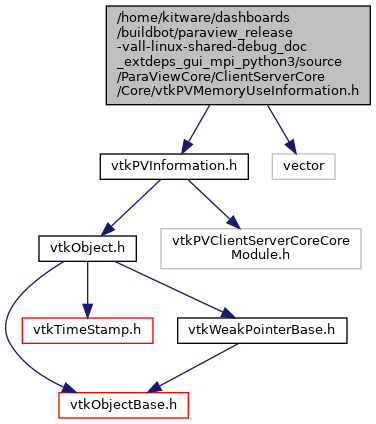 /home/kitware/dashboards
/buildbot/paraview_release
-vall-linux-shared-debug_doc
_extdeps_gui_mpi_python3/source
/ParaViewCore/ClientServerCore
/Core/vtkPVMemoryUseInformation.h
vtkPVInformation.h
vector
vtkObject.h
vtkPVClientServerCoreCore
Module.h
vtkTimeStamp.h
vtkWeakPointerBase.h
vtkObjectBase.h